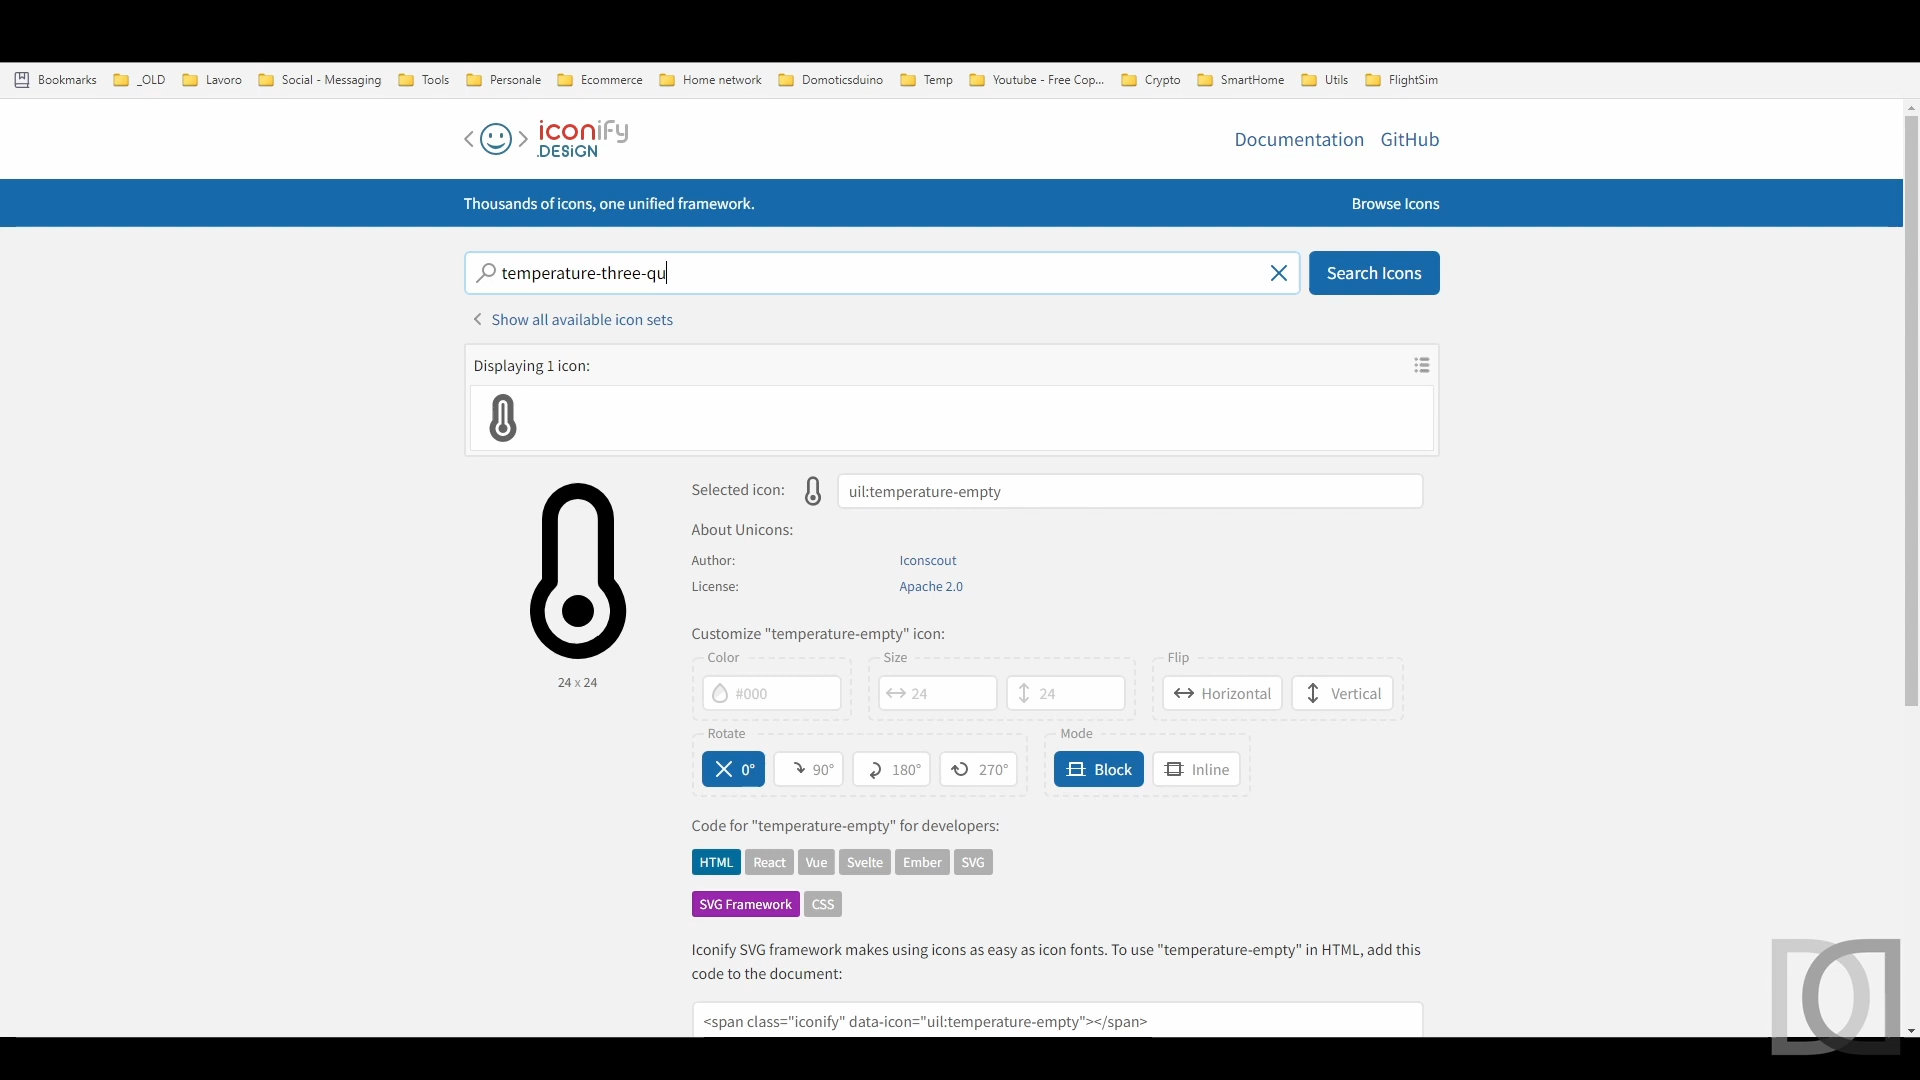 Bookmarks _OLD Lavoro Social - Messaging Tools Personale Ecommerce Home network Domoticsduino Temp Youtube - Free Cop... Crypto SmartHome Utils FlightSim
iconify
.DESiGN
Documentation GitHub
Thousands of icons, one unified framework. Browse Icons
temperature-three-qu Search Icons
Show all available icon sets
Displaying 1 icon:
Selected icon: uil:temperature-empty
About Unicons:
Author: Iconscout
License: Apache 2.0
Customize "temperature-empty" icon:
Color Size Flip
#000 24 24 Horizontal Vertical
24 x 24
Rotate Mode
0° 90° 180° 270° Block Inline
Code for "temperature-empty" for developers:
HTML React Vue Svelte Ember SVG
SVG Framework CSS
Iconify SVG framework makes using icons as easy as icon fonts. To use "temperature-empty" in HTML, add this
code to the document:
<span class="iconify" data-icon="uil:temperature-empty"></span>